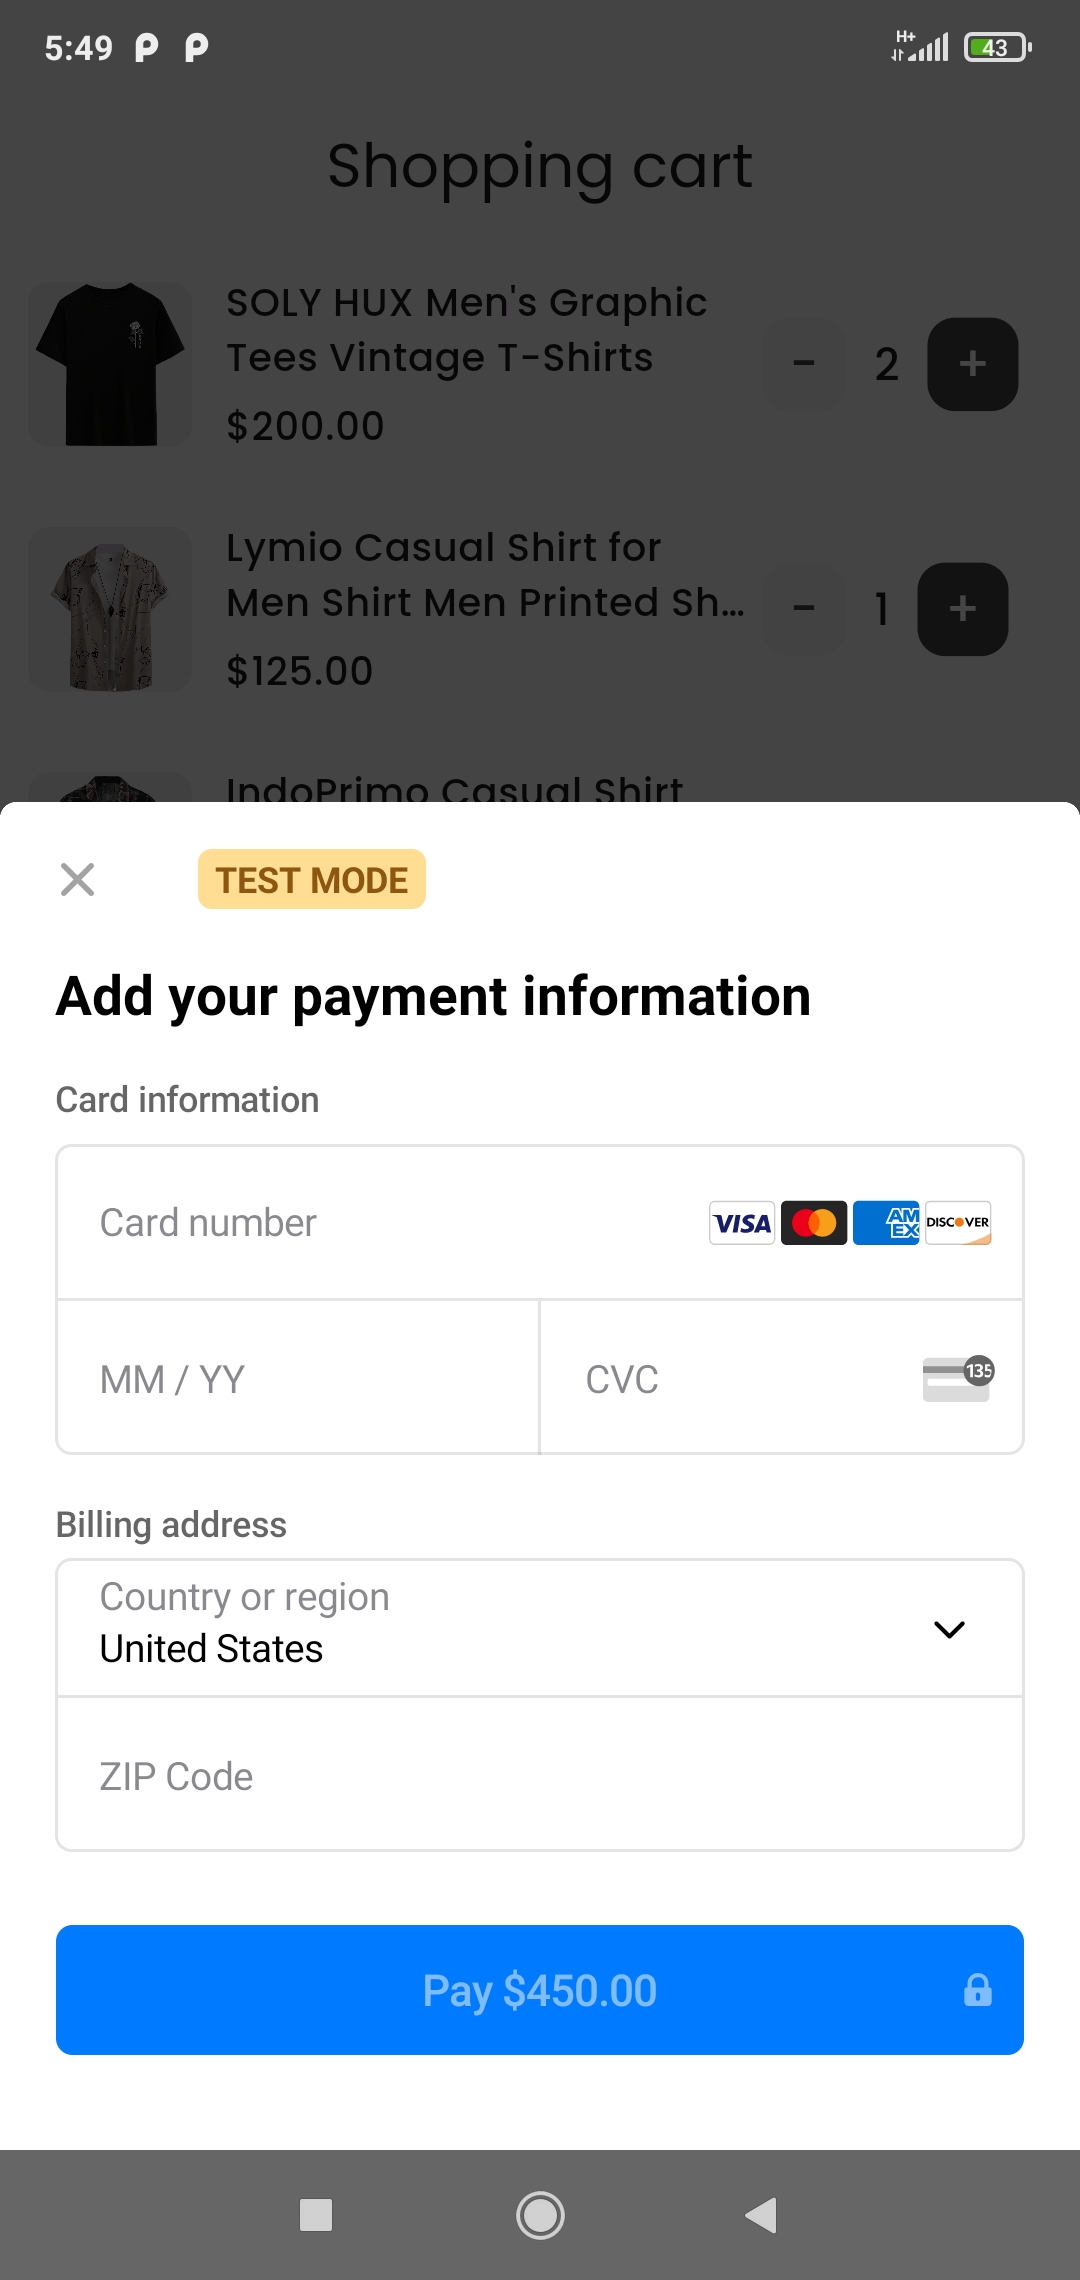 5:49
H+
43
Shopping cart
SOLY HUX Men's Graphic
Tees Vintage T-Shirts
$200.00
- 2 +
Lymio Casual Shirt for
Men Shirt Men Printed Sh...
$125.00
- 1 +
IndoPrimo Casual Shirt
TEST MODE
Add your payment information
Card information
Card number
VISA
AM
EX
DISCOVER
MM / YY
CVC
135
Billing address
Country or region
United States
ZIP Code
Pay $450.00